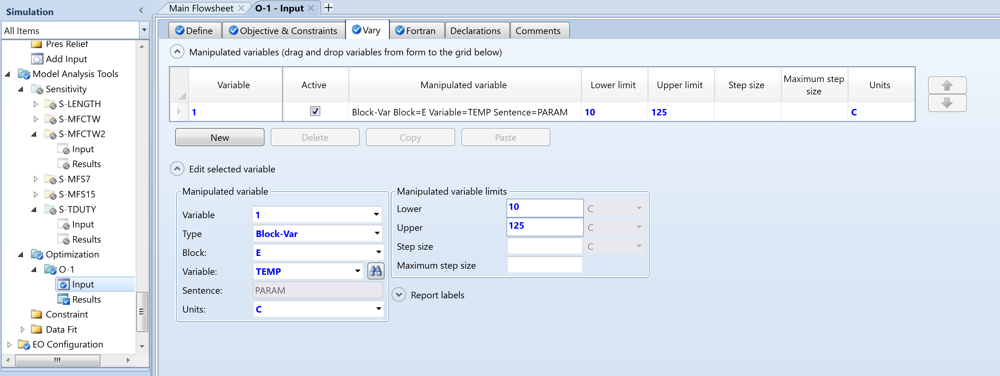 Simulation
All Items
Pres Relief
Add Input
Model Analysis Tools
Sensitivity
S-LENGTH
S-MFCTW
S-MFCTW2
Input
Results
S-MFS7
S-MFS15
S-TDUTY
Input
Results
Optimization
O-1
Input
Results
Constraint
Data Fit
EO Configuration
Main Flowsheet
O-1 - Input
Define
Objective & Constraints
Vary
Fortran
Declarations
Comments
Manipulated variables (drag and drop variables from form to the grid below)
Variable Active Manipulated variable Lower limit Upper limit Step size Maximum step size Units
1 Block-Var Block=E Variable=TEMP Sentence=PARAM 10 125 C
New Delete Copy Paste
Edit selected variable
Manipulated variable
Variable 1
Type Block-Var
Block: E
Variable: TEMP
Sentence: PARAM
Units: C
Manipulated variable limits
Lower 10 C
Upper 125 C
Step size C
Maximum step size
Report labels